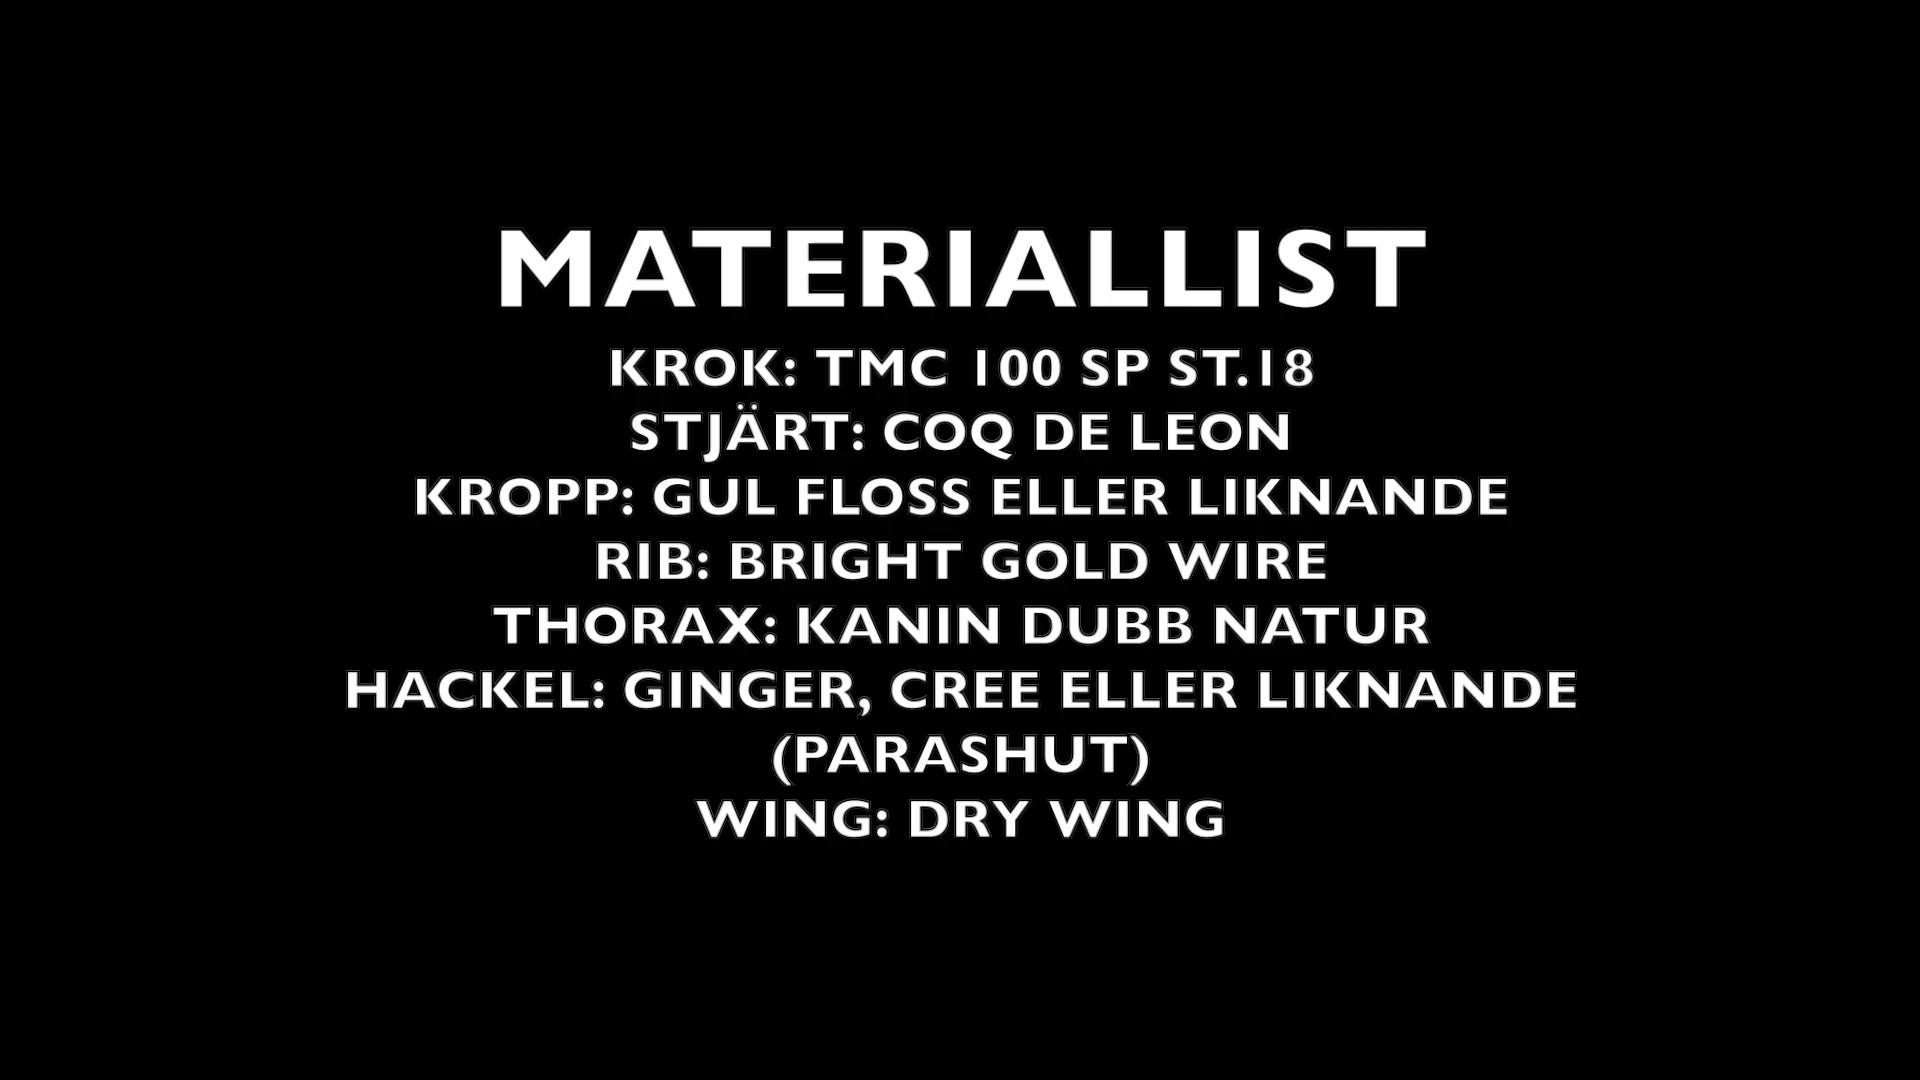 MATERIALLIST
KROK: TMC 100 SP ST.18
STJÄRT: COQ DE LEON
KROPP: GUL FLOSS ELLER LIKNANDE
RIB: BRIGHT GOLD WIRE
THORAX: KANIN DUBB NATUR
HACKEL: GINGER, CREE ELLER LIKNANDE
(PARASHUT)
WING: DRY WING